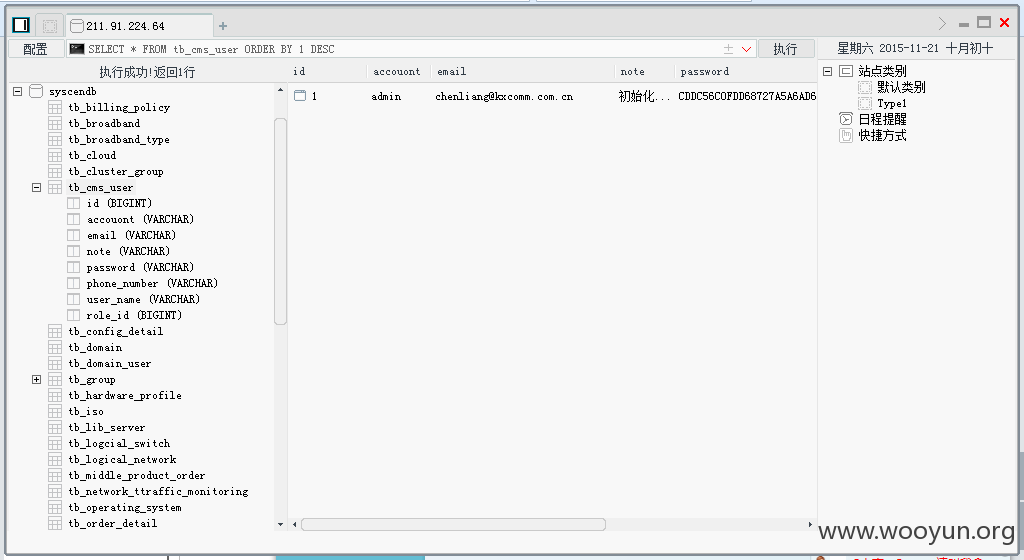 211.91.224.64
配置
SELECT * FROM tb_cms_user ORDER BY 1 DESC
执行
星期六 2015-11-21 十月初十
执行成功!返回1行
id accouont email note password
1 admin chenliang@kxcomm.com.cn 初始化... CDDC56C0FDD68727A5A6AD6
syscendb
tb_billing_policy
tb_broadband
tb_broadband_type
tb_cloud
tb_cluster_group
tb_cms_user
id (BIGINT)
accouont (VARCHAR)
email (VARCHAR)
note (VARCHAR)
password (VARCHAR)
phone_number (VARCHAR)
user_name (VARCHAR)
role_id (BIGINT)
tb_config_detail
tb_domain
tb_domain_user
tb_group
tb_hardware_profile
tb_iso
tb_lib_server
tb_logcial_switch
tb_logical_network
tb_middle_product_order
tb_network_ttraffic_monitoring
tb_operating_system
tb_order_detail
站点类别
默认类别
Type1
日程提醒
快捷方式
www.wooyun.org